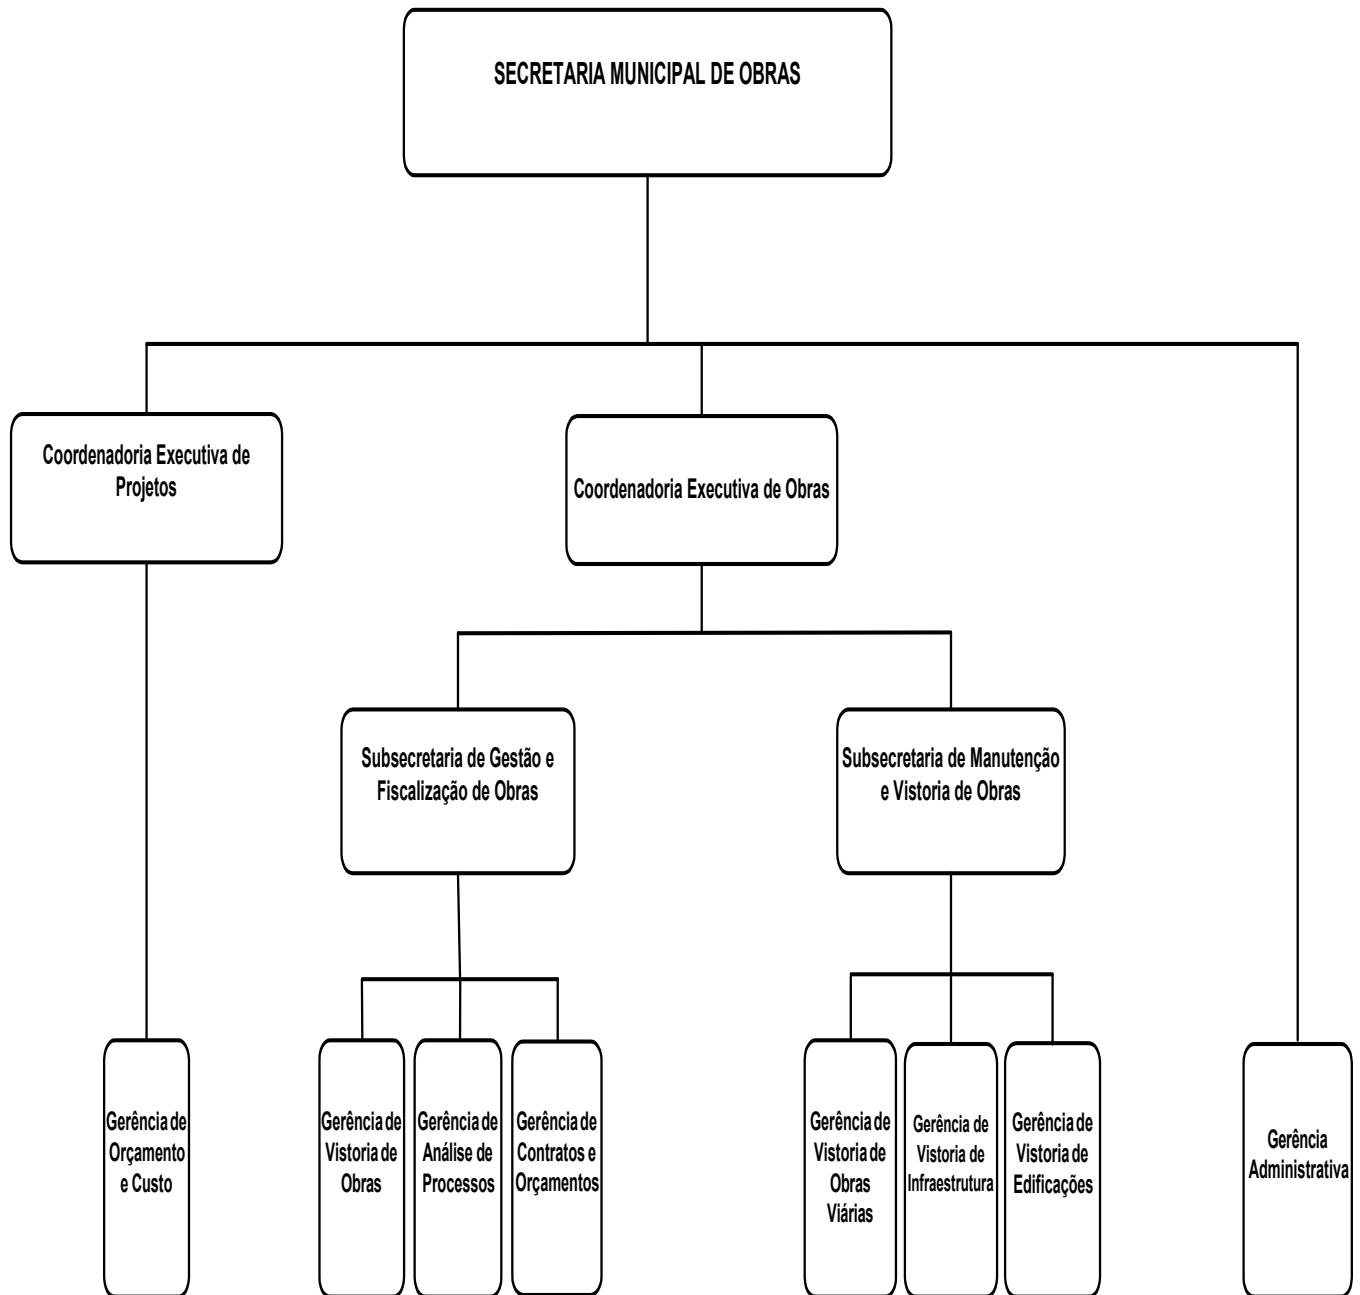 SECRETARIA MUNICIPAL DE OBRAS
Coordenadoria Executiva de
Projetos
Coordenadoria Executiva de Obras
Subsecretaria de Gestão e
Fiscalização de Obras
Subsecretaria de Manutenção
e Vistoria de Obras
Gerência de
Orçamento
e Custo
Gerência de
Vistoria de
Obras
Gerência de
Análise de
Processos
Gerência de
Contratos e
Orçamentos
Gerência de
Vistoria de
Obras
Viárias
Gerência de
Vistoria de
Infraestrutura
Gerência de
Vistoria de
Edificações
Gerência
Administrativa